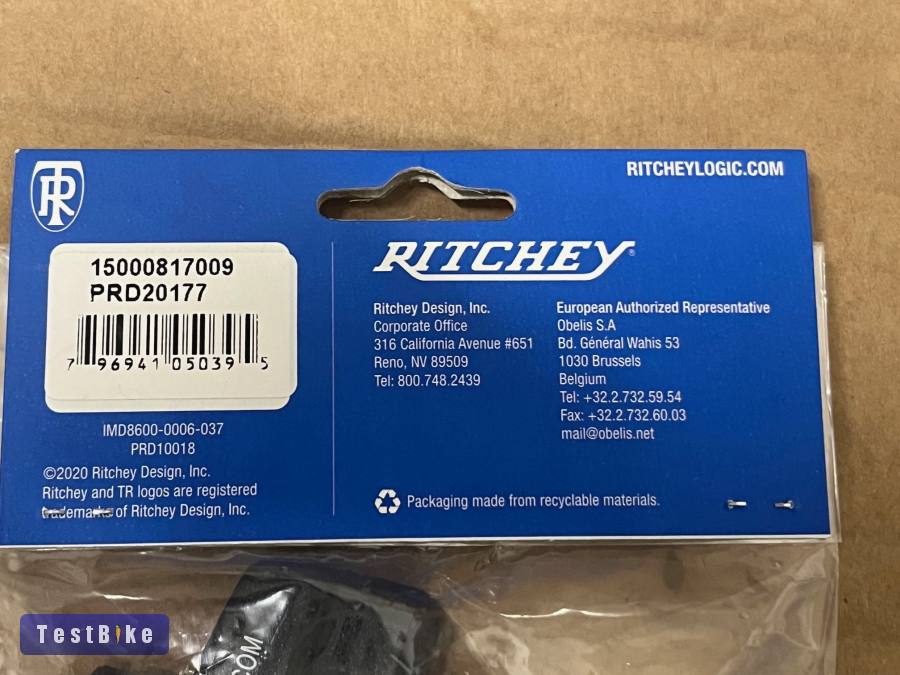 TR
RITCHEYLOGIC.COM
15000817009
PRD20177
7 96941 05039 5
IMD8600-0006-037
PRD10018
©2020 Ritchey Design, Inc.
Ritchey and TR logos are registered
trademarks of Ritchey Design, Inc.
RITCHEY®
Ritchey Design, Inc.
Corporate Office
316 California Avenue #651
Reno, NV 89509
Tel: 800.748.2439
European Authorized Representative
Obelis S.A
Bd. Général Wahis 53
1030 Brussels
Belgium
Tel: +32.2.732.59.54
Fax: +32.2.732.60.03
mail@obelis.net
Packaging made from recyclable materials.
.COM
TestBike